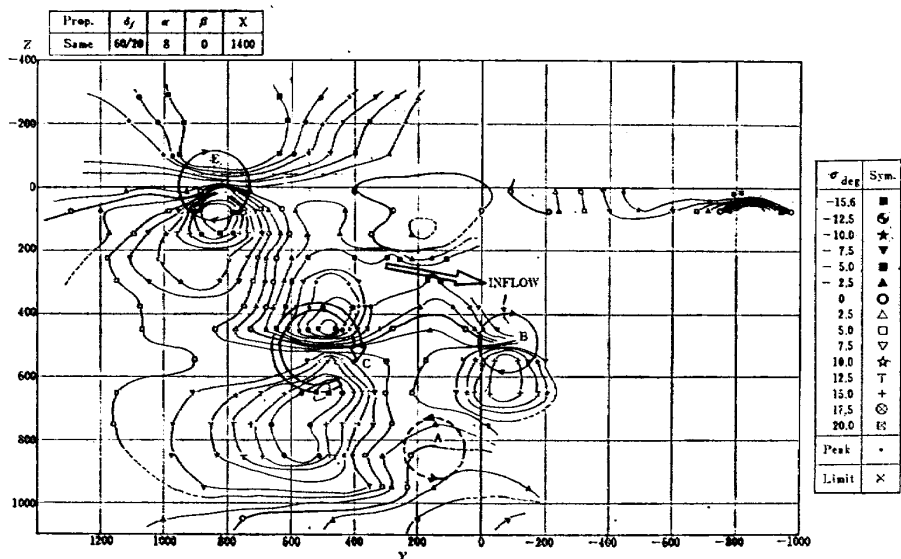 Prop. δf α β X
Same 60/20 8 0 1400
Z
-400
-200
0
200
400
600
800
1000
E
INFLOW
B
C
A
1200 1000 800 600 400 200 0 -200 -400 -600 -800 -1000
Y
σ deg Sym.
-15.6 ■
-12.5
-10.0 ★
- 7.5 ▼
- 5.0 ■
- 2.5 ▲
0 ○
2.5 △
5.0 □
7.5 ▽
10.0 ☆
12.5 T
15.0 +
17.5 ⊗
20.0
Peak •
Limit ×